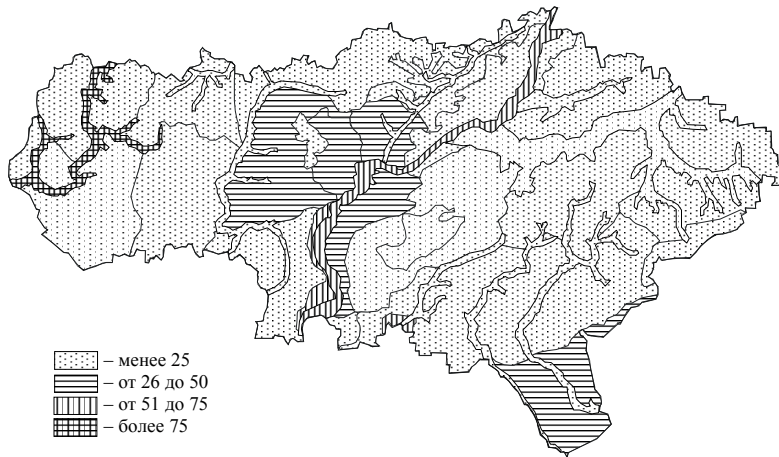 – менее 25
– от 26 до 50
– от 51 до 75
– более 75